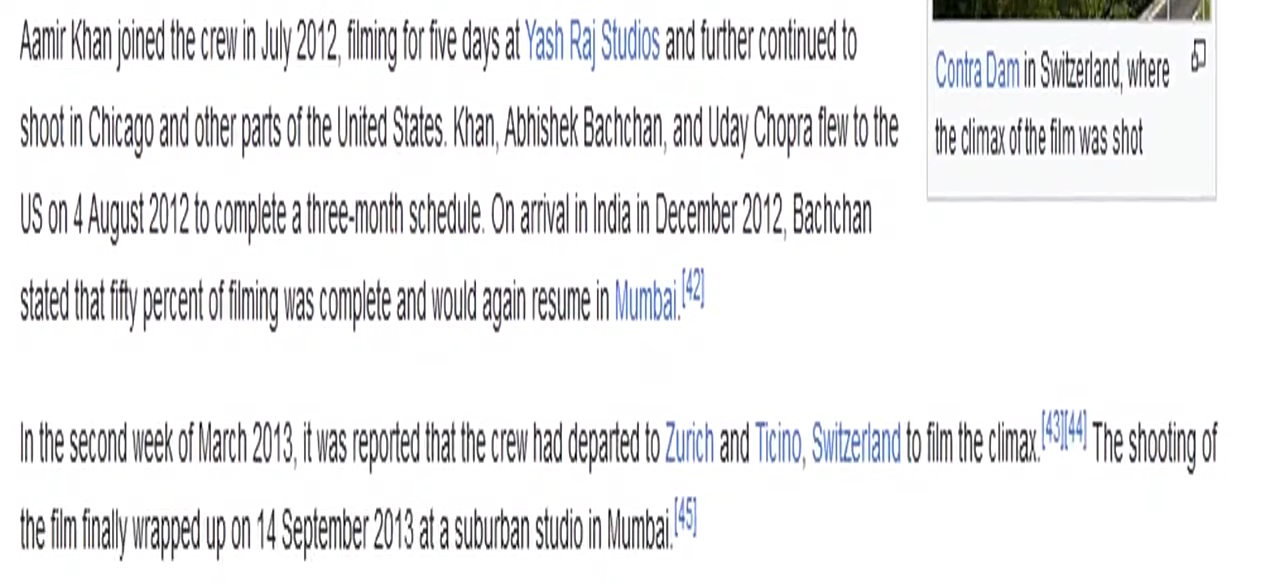 Aamir Khan joined the crew in July 2012, filming for five days at Yash Raj Studios and further continued to
shoot in Chicago and other parts of the United States. Khan, Abhishek Bachchan, and Uday Chopra flew to the
US on 4 August 2012 to complete a three-month schedule. On arrival in India in December 2012, Bachchan
stated that fifty percent of filming was complete and would again resume in Mumbai.[42]
Contra Dam in Switzerland, where
the climax of the film was shot
In the second week of March 2013, it was reported that the crew had departed to Zurich and Ticino, Switzerland to film the climax.[43][44] The shooting of
the film finally wrapped up on 14 September 2013 at a suburban studio in Mumbai.[45]